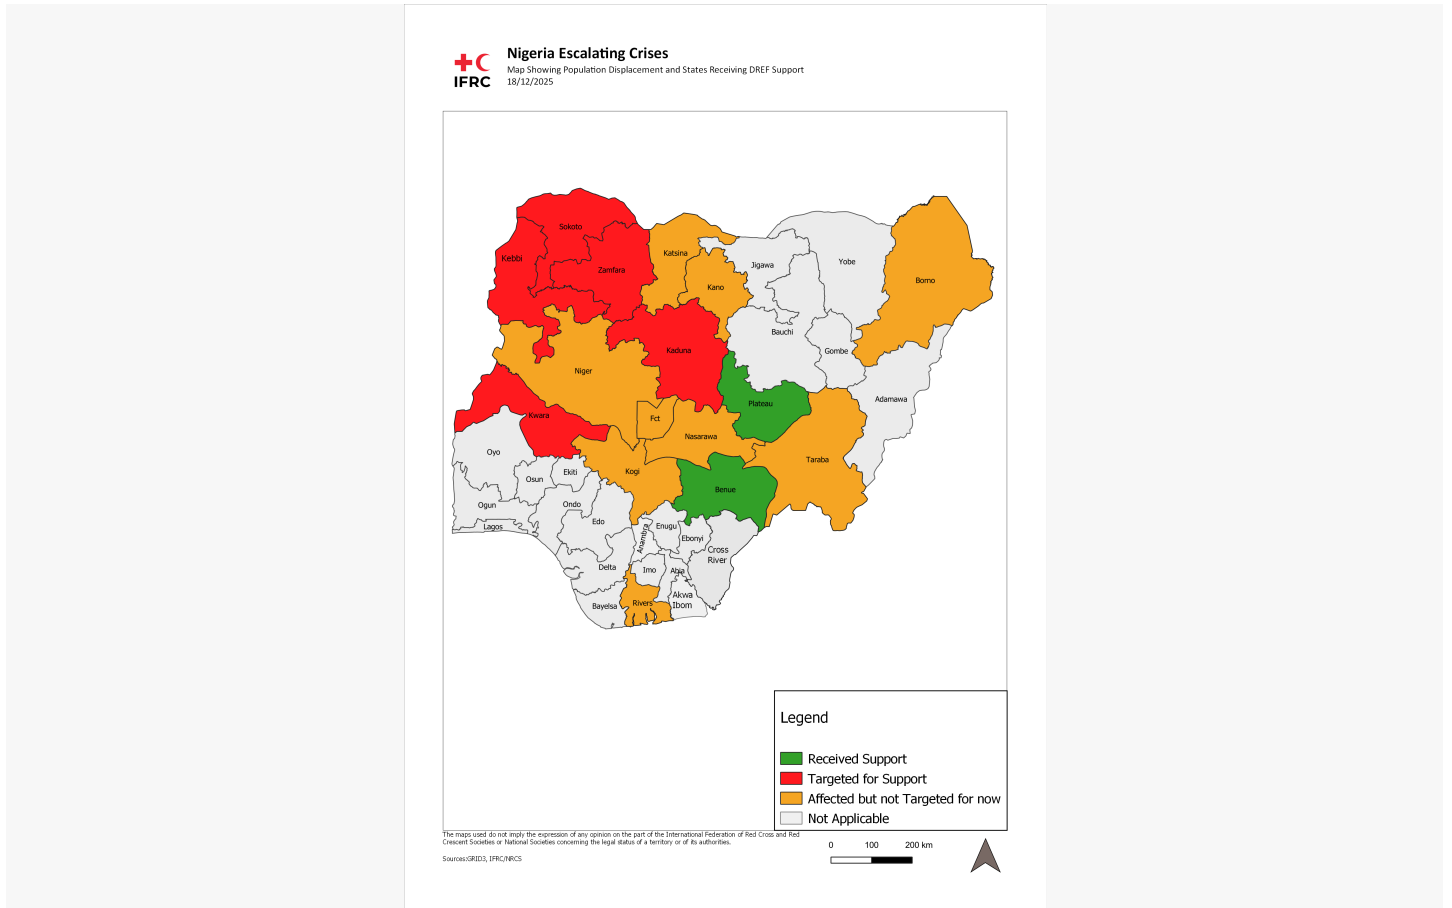 Nigeria Escalating Crises
Map Showing Population Displacement and States Receiving DREF Support
18/12/2025
IFRC
Sokoto
Kebbi
Zamfara
Katsina
Kano
Jigawa
Yobe
Borno
Bauchi
Gombe
Kaduna
Niger
Adamawa
Plateau
Kwara
Fct
Nasarawa
Oyo
Taraba
Kogi
Ekiti
Osun
Benue
Ogun
Ondo
Edo
Lagos
Anambra
Enugu
Ebonyi
Cross
River
Delta
Imo
Abia
Akwa
Ibom
Bayelsa
Rivers
Legend
Received Support
Targeted for Support
Affected but not Targeted for now
Not Applicable
The maps used do not imply the expression of any opinion on the part of the International Federation of Red Cross and Red
Crescent Societies or National Societies concerning the legal status of a territory or of its authorities.
Sources:GRID3, IFRC/NRCS
0 100 200 km